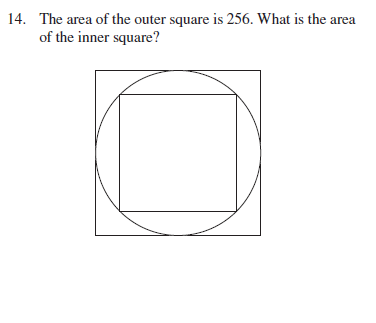 14. The area of the outer square is 256. What is the area
of the inner square?